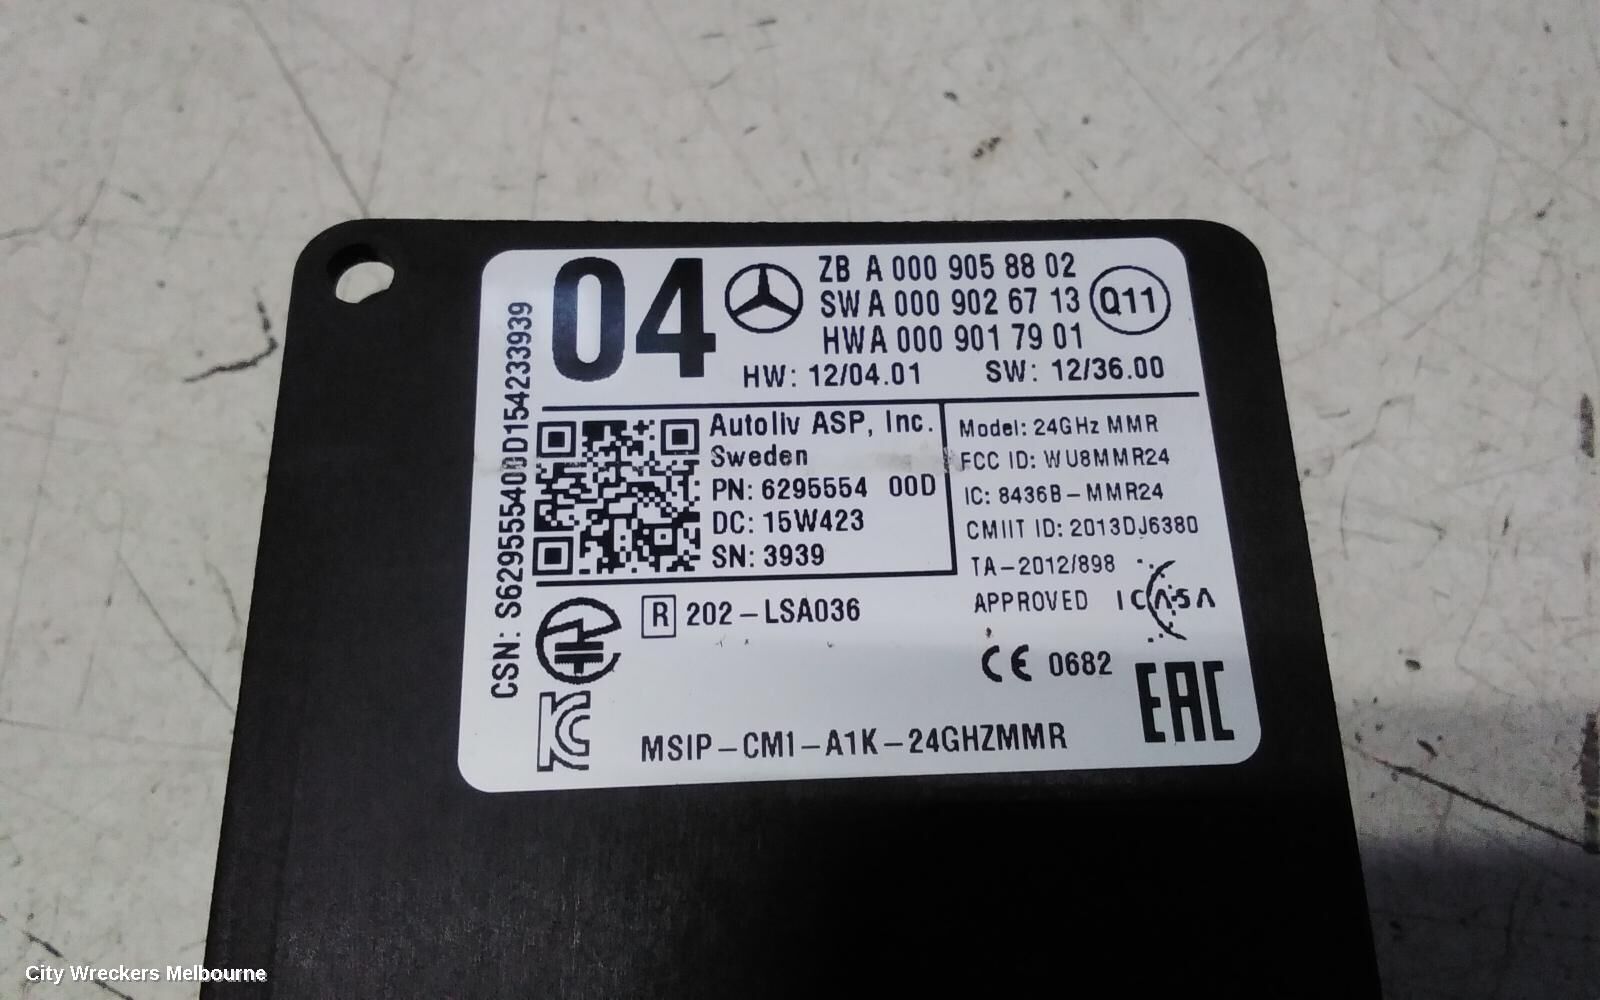 04
ZB A 000 905 88 02
SW A 000 902 67 13
HW A 000 901 79 01
Q11
HW: 12/04.01 SW: 12/36.00
CSN: S629555400D154233939
Autoliv ASP, Inc.
Sweden
PN: 6295554 00D
DC: 15W423
SN: 3939
Model: 24GHz MMR
FCC ID: WU8MMR24
IC: 8436B-MMR24
CMIIT ID: 2013DJ6380
TA-2012/898
APPROVED ICASA
R 202-LSA036
CE 0682
EAC
KC
MSIP-CM1-A1K-24GHZMMR
City Wreckers Melbourne